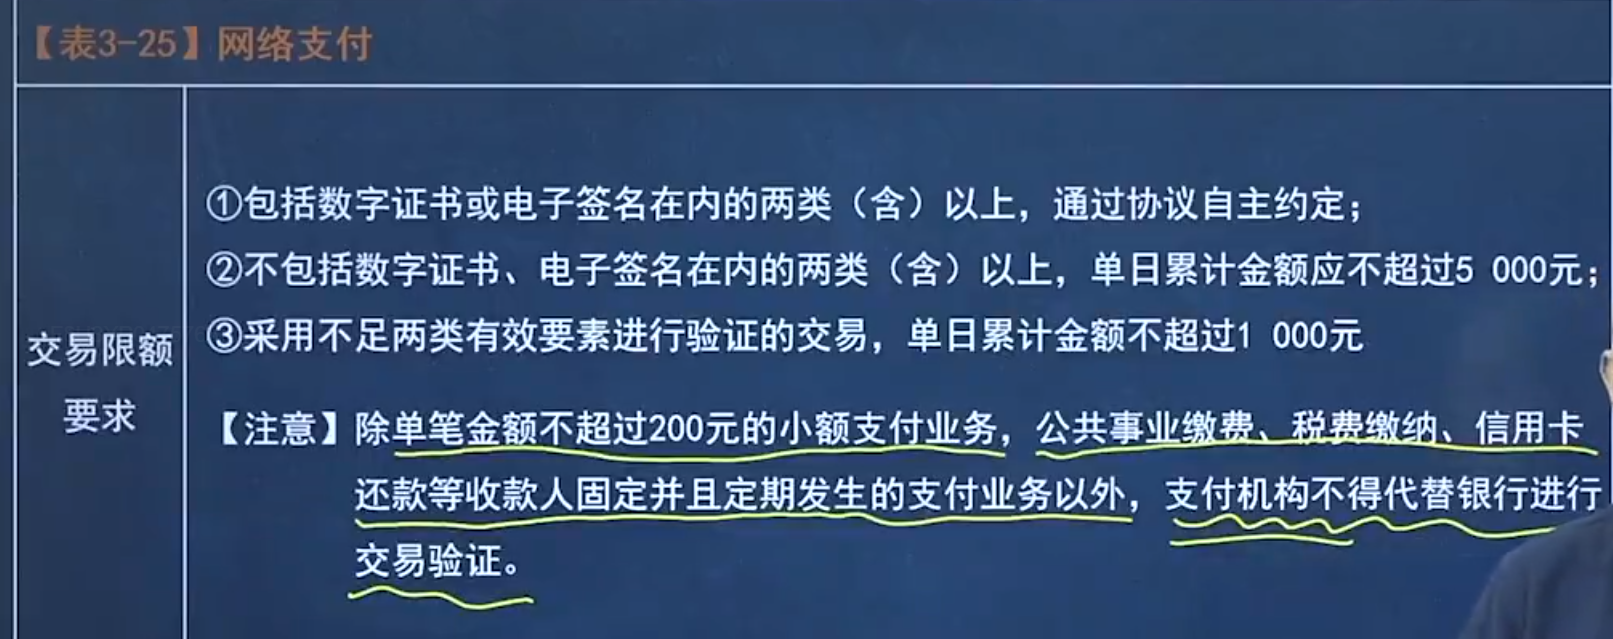 【表3-25】网络支付
交易限额
要求
①包括数字证书或电子签名在内的两类（含）以上，通过协议自主约定；
②不包括数字证书、电子签名在内的两类（含）以上，单日累计金额应不超过5 000元；
③采用不足两类有效要素进行验证的交易，单日累计金额不超过1 000元
【注意】除单笔金额不超过200元的小额支付业务，公共事业缴费、税费缴纳、信用卡
还款等收款人固定并且定期发生的支付业务以外，支付机构不得代替银行进行
交易验证。